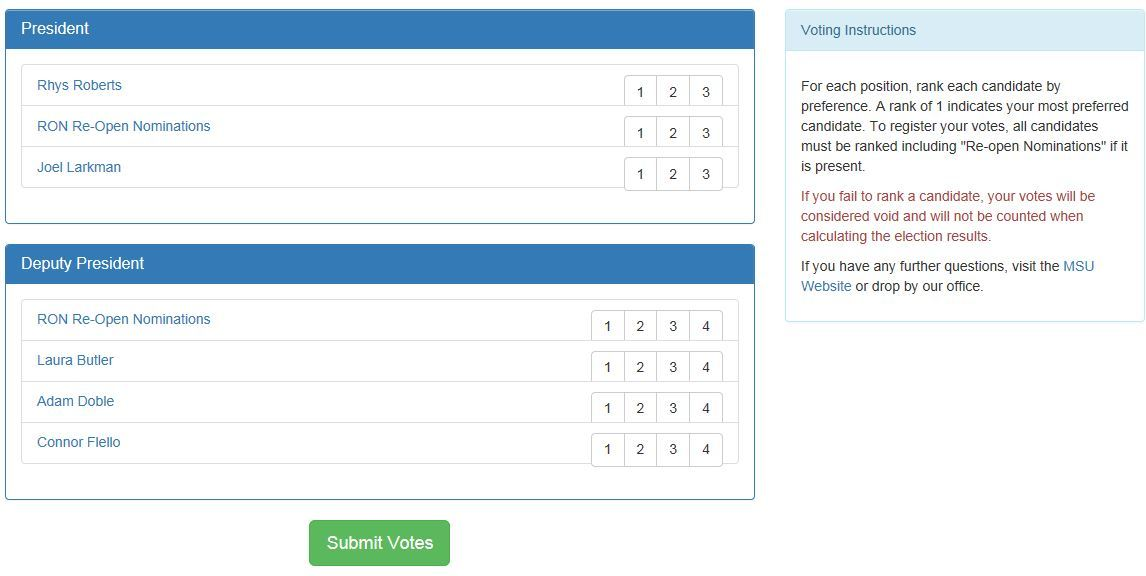 President
Rhys Roberts 1 2 3
RON Re-Open Nominations 1 2 3
Joel Larkman 1 2 3
Deputy President
RON Re-Open Nominations 1 2 3 4
Laura Butler 1 2 3 4
Adam Doble 1 2 3 4
Connor Flello 1 2 3 4
Submit Votes
Voting Instructions
For each position, rank each candidate by
preference. A rank of 1 indicates your most preferred
candidate. To register your votes, all candidates
must be ranked including "Re-open Nominations" if it
is present.
If you fail to rank a candidate, your votes will be
considered void and will not be counted when
calculating the election results.
If you have any further questions, visit the MSU
Website or drop by our office.